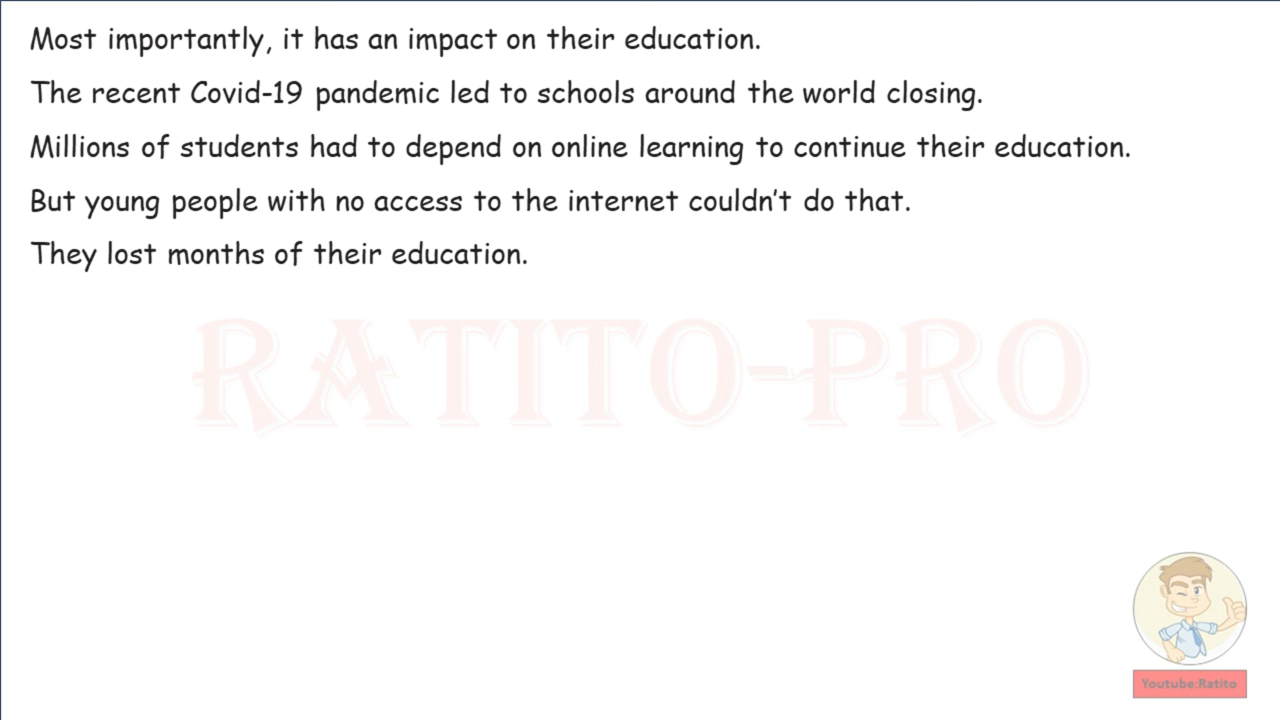 Most importantly, it has an impact on their education.
The recent Covid-19 pandemic led to schools around the world closing.
Millions of students had to depend on online learning to continue their education.
But young people with no access to the internet couldn't do that.
They lost months of their education.
RATITO-PRO
Youtube:Ratito